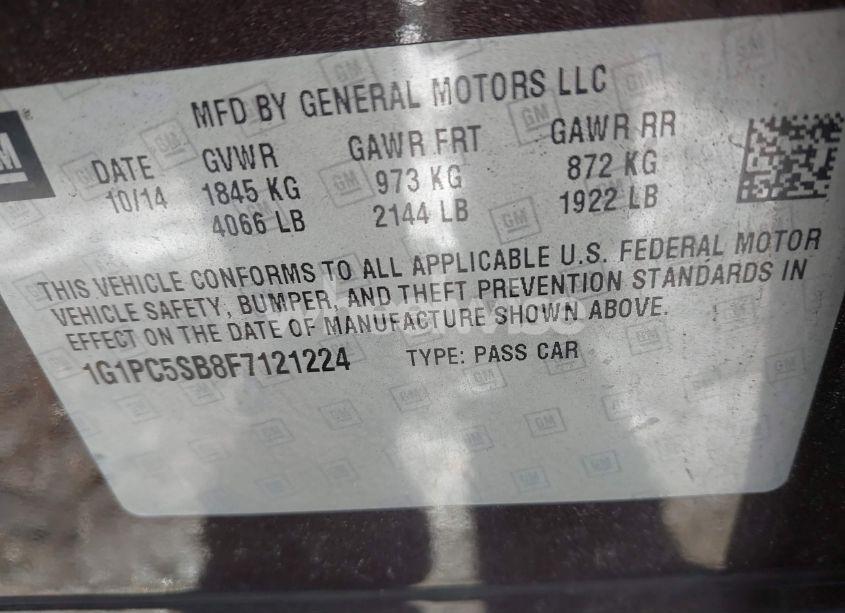 MFD BY GENERAL MOTORS LLC
DATE GVWR GAWR FRT GAWR RR
10/14 1845 KG 973 KG 872 KG
4066 LB 2144 LB 1922 LB
THIS VEHICLE CONFORMS TO ALL APPLICABLE U.S. FEDERAL MOTOR
VEHICLE SAFETY, BUMPER, AND THEFT PREVENTION STANDARDS IN
EFFECT ON THE DATE OF MANUFACTURE SHOWN ABOVE.
1G1PC5SB8F7121224 TYPE: PASS CAR
GM